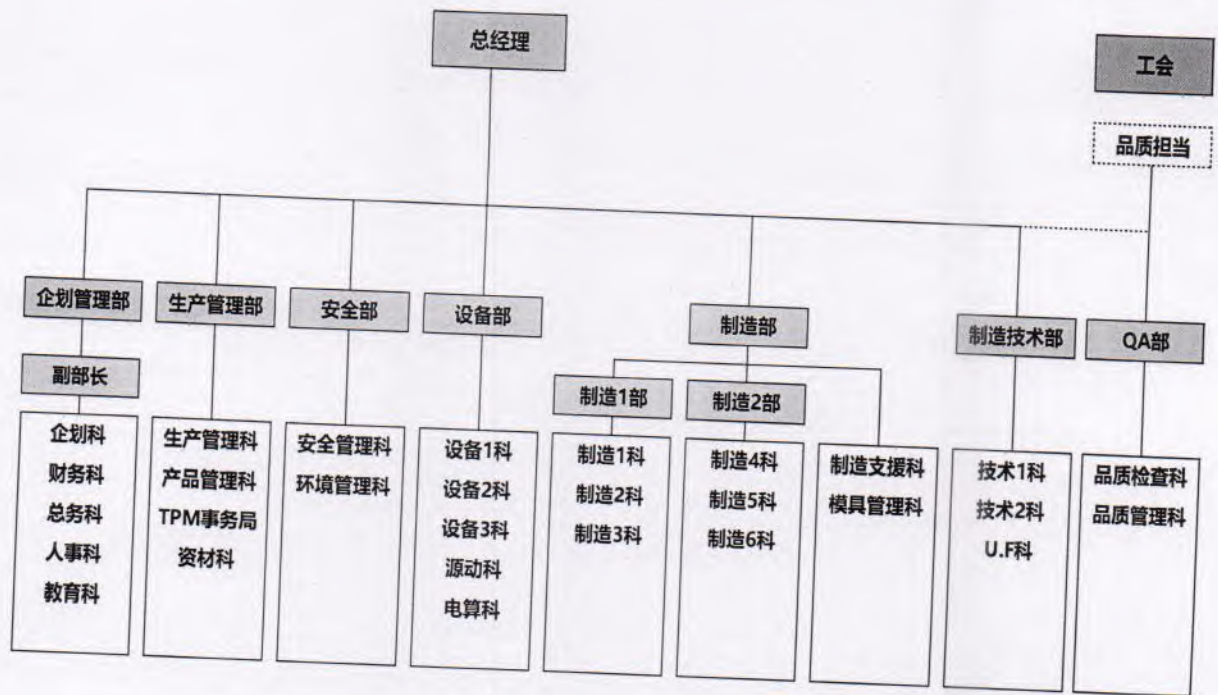 总经理
工会
品质担当
企划管理部
生产管理部
安全部
设备部
制造部
制造技术部
QA部
副部长
制造1部
制造2部
企划科
财务科
总务科
人事科
教育科
生产管理科
产品管理科
TPM事务局
资材科
安全管理科
环境管理科
设备1科
设备2科
设备3科
源动科
电算科
制造1科
制造2科
制造3科
制造4科
制造5科
制造6科
制造支援科
模具管理科
技术1科
技术2科
U.F科
品质检查科
品质管理科